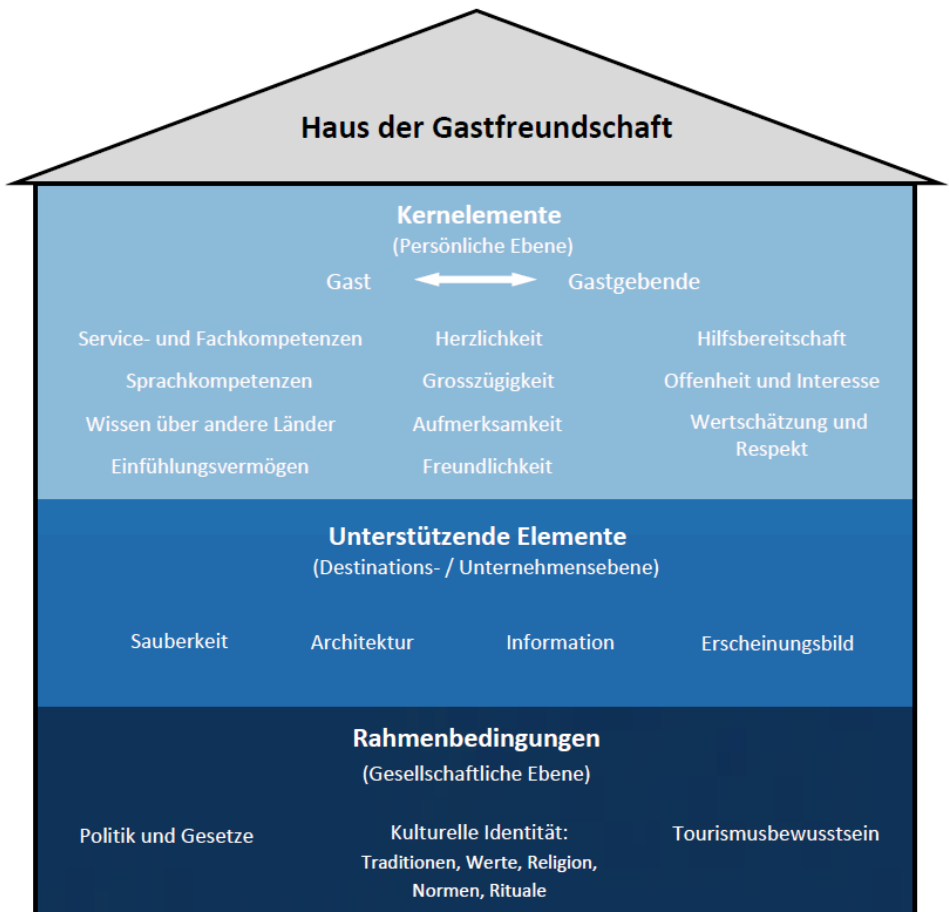 Haus der Gastfreundschaft
Kernelemente
(Persönliche Ebene)
Gast Gastgebende
Service- und Fachkompetenzen Herzlichkeit Hilfsbereitschaft
Sprachkompetenzen Grosszügigkeit Offenheit und Interesse
Wissen über andere Länder Aufmerksamkeit Wertschätzung und
Respekt
Einfühlungsvermögen Freundlichkeit
Unterstützende Elemente
(Destinations- / Unternehmensebene)
Sauberkeit Architektur Information Erscheinungsbild
Rahmenbedingungen
(Gesellschaftliche Ebene)
Politik und Gesetze Kulturelle Identität: Tourismusbewusstsein
Traditionen, Werte, Religion,
Normen, Rituale